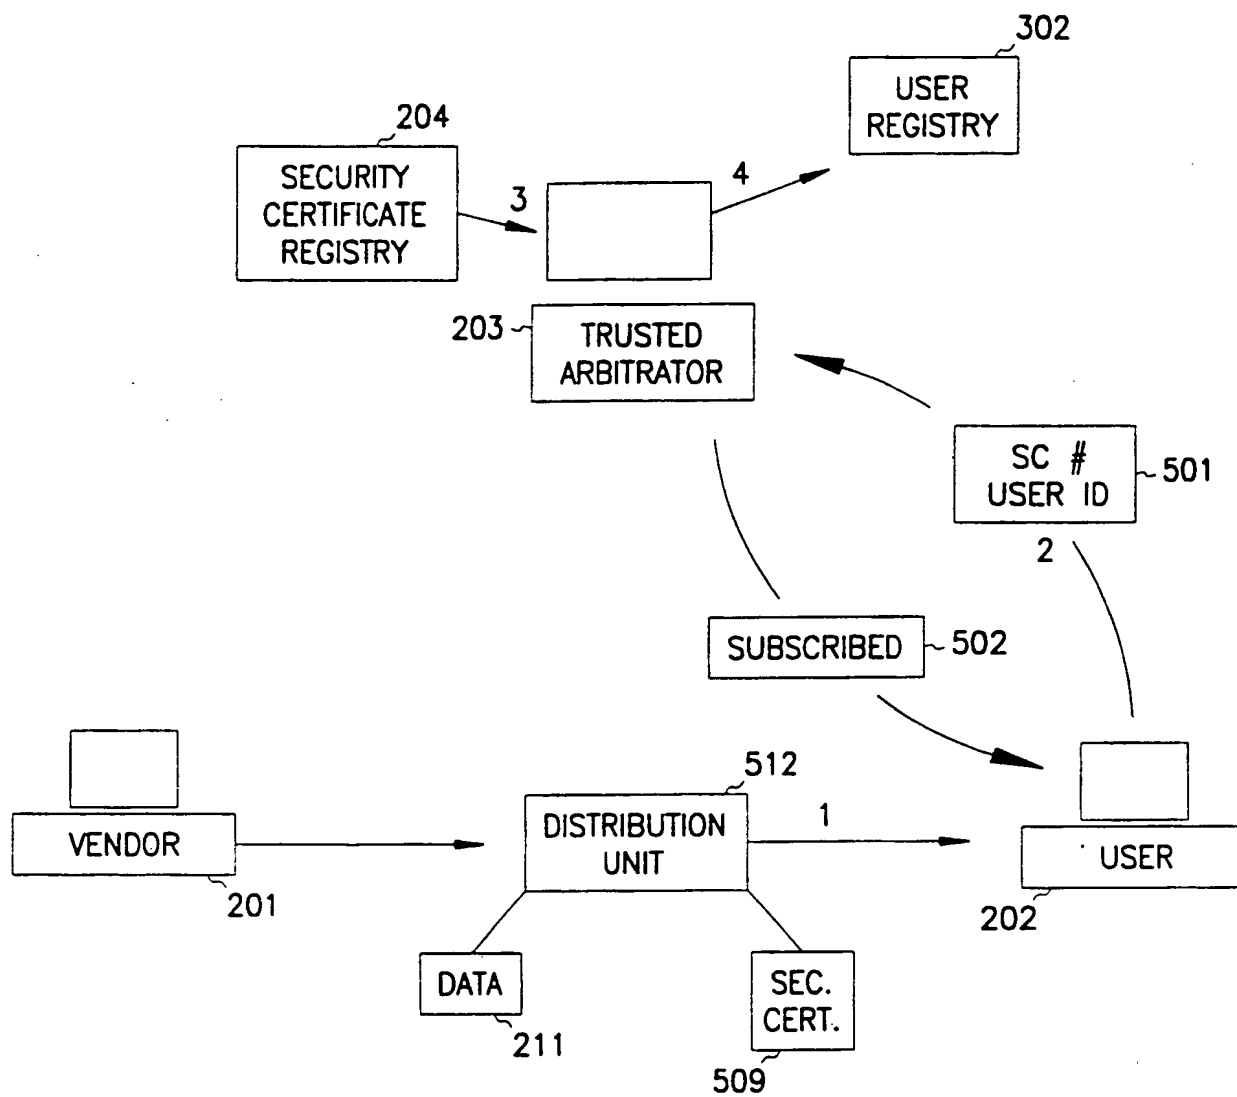 302
USER
REGISTRY
204
SECURITY
CERTIFICATE
REGISTRY
3
4
203
TRUSTED
ARBITRATOR
SC #
USER ID
501
2
SUBSCRIBED
502
VENDOR
201
512
DISTRIBUTION
UNIT
1
USER
202
DATA
211
SEC.
CERT.
509